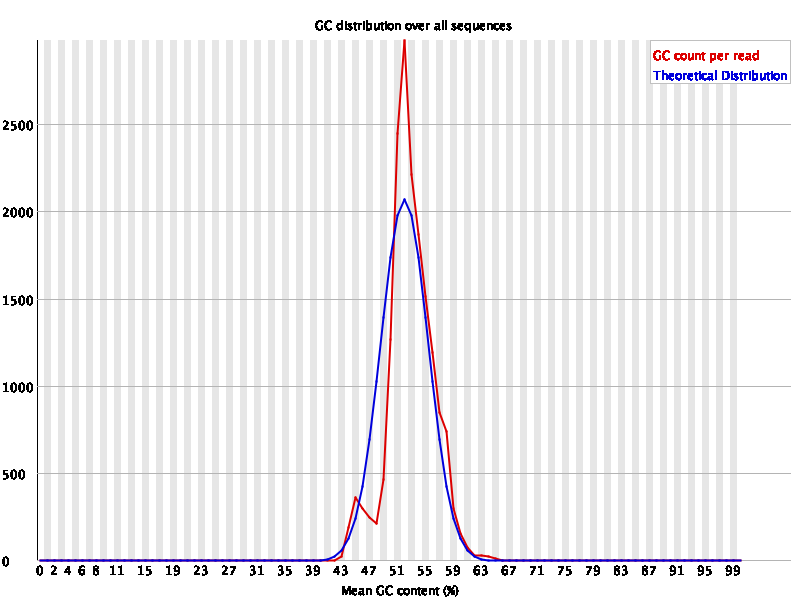 GC distribution over all sequences
GC count per read
Theoretical Distribution
2500
2000
1500
1000
500
0
0 2 4 6 8 11 15 19 23 27 31 35 39 43 47 51 55 59 63 67 71 75 79 83 87 91 95 99
Mean GC content (%)